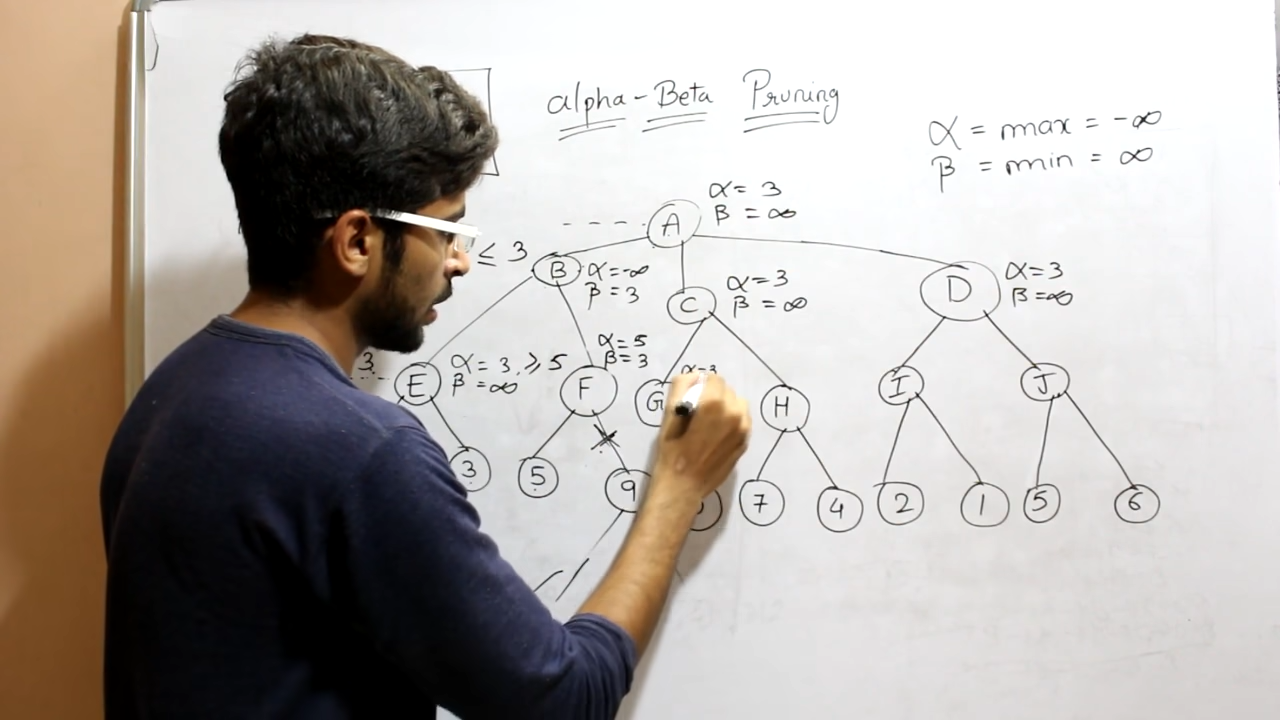 alpha-Beta Pruning
α = max = -∞
β = min = ∞
α = 3
β = ∞
A
≤ 3
B
α = -∞
β = 3
C
α = 3
β = ∞
D
α = 3
β = ∞
3
E
α = 3, ≥ 5
β = ∞
F
α = 5
β = 3
G
α = 3
H
I
J
3
5
9
7
4
2
1
5
6